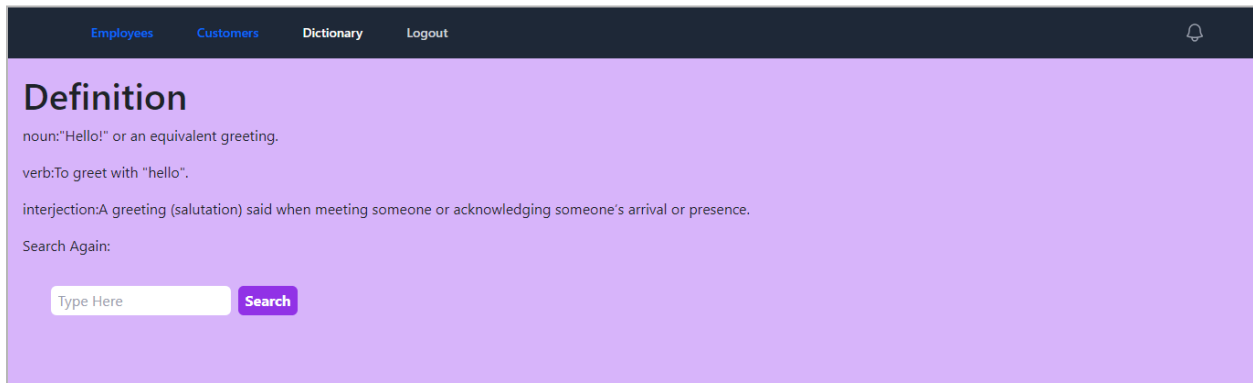 Employees Customers Dictionary Logout
Definition
noun:"Hello!" or an equivalent greeting.
verb:To greet with "hello".
interjection:A greeting (salutation) said when meeting someone or acknowledging someone's arrival or presence.
Search Again:
Type Here Search